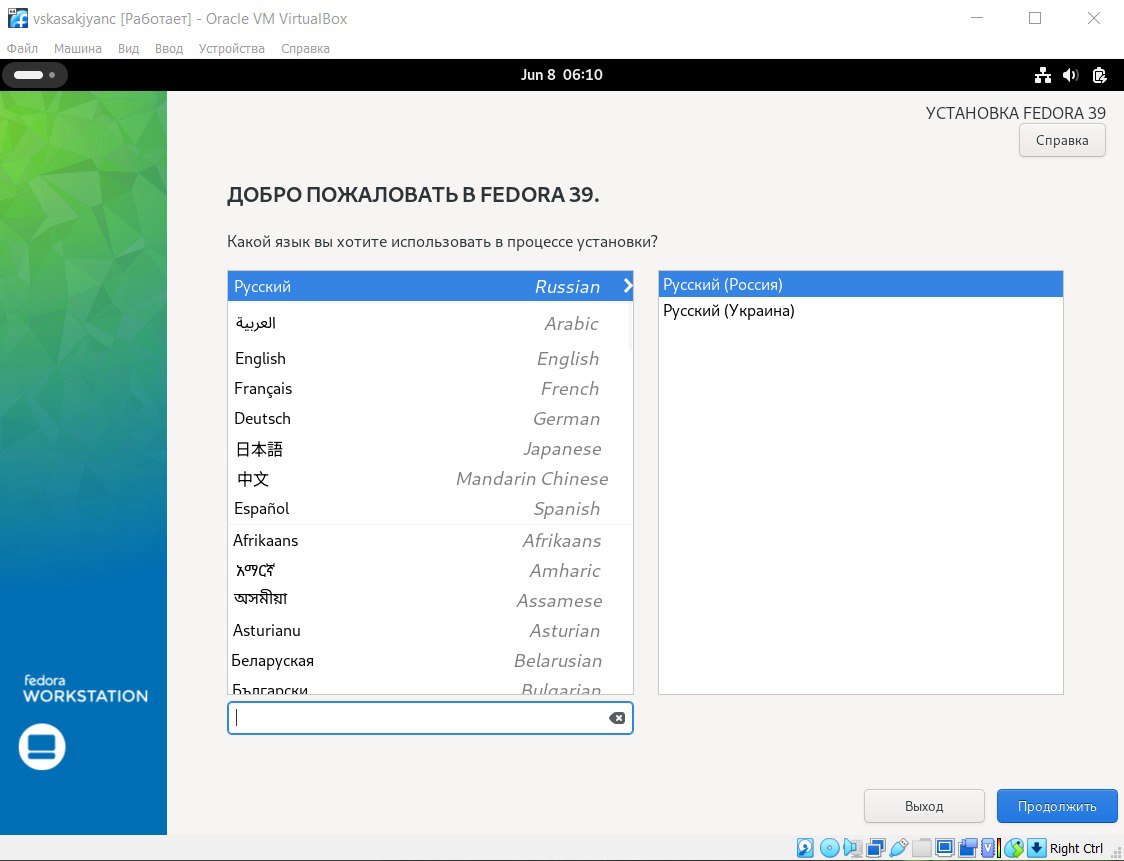 vskasakjyanc [Работает] - Oracle VM VirtualBox
Файл Машина Вид Ввод Устройства Справка
Jun 8 06:10
УСТАНОВКА FEDORA 39
Справка
ДОБРО ПОЖАЛОВАТЬ В FEDORA 39.
Какой язык вы хотите использовать в процессе установки?
Русский Russian
العربية Arabic
English English
Français French
Deutsch German
日本語 Japanese
中文 Mandarin Chinese
Español Spanish
Afrikaans Afrikaans
አማርኛ Amharic
অসমীয়া Assamese
Asturianu Asturian
Беларуская Belarusian
Български Bulgarian
Русский (Россия)
Русский (Украина)
fedora
WORKSTATION
Выход Продолжить
Right Ctrl